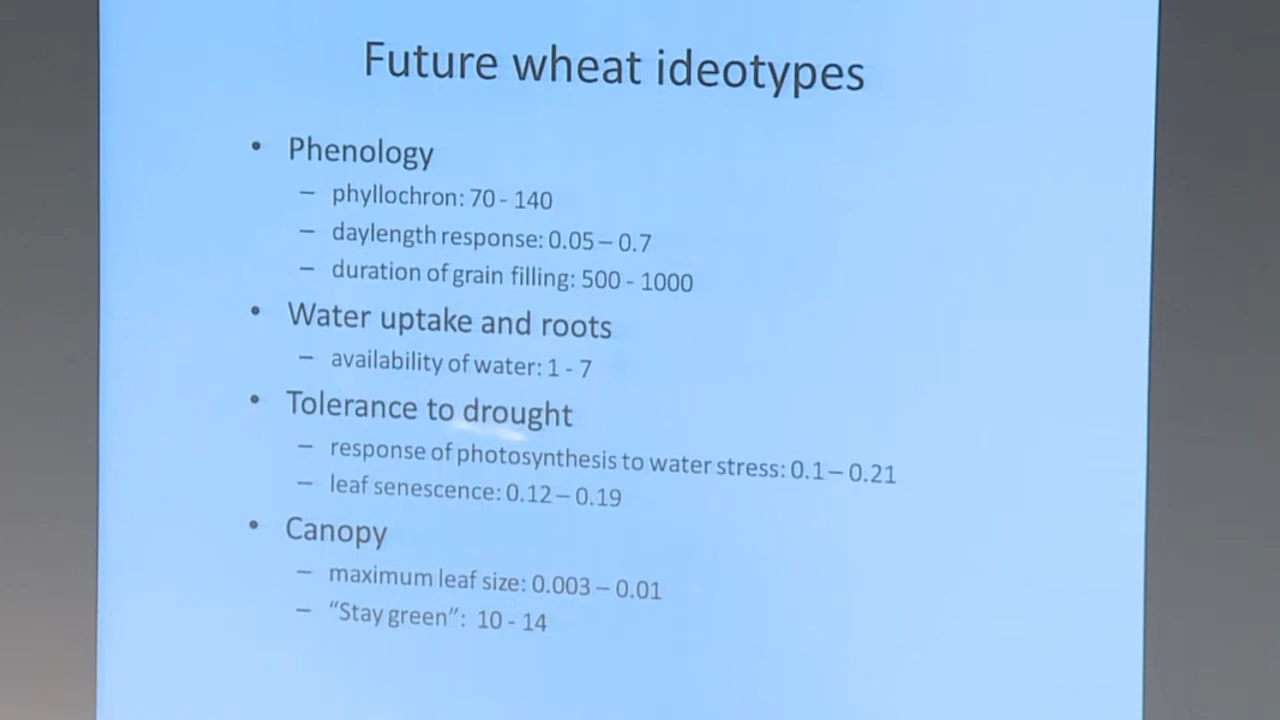 Future wheat ideotypes
• Phenology
– phyllochron: 70 - 140
– daylength response: 0.05 – 0.7
– duration of grain filling: 500 - 1000
• Water uptake and roots
– availability of water: 1 - 7
• Tolerance to drought
– response of photosynthesis to water stress: 0.1 – 0.21
– leaf senescence: 0.12 – 0.19
• Canopy
– maximum leaf size: 0.003 – 0.01
– “Stay green”: 10 - 14